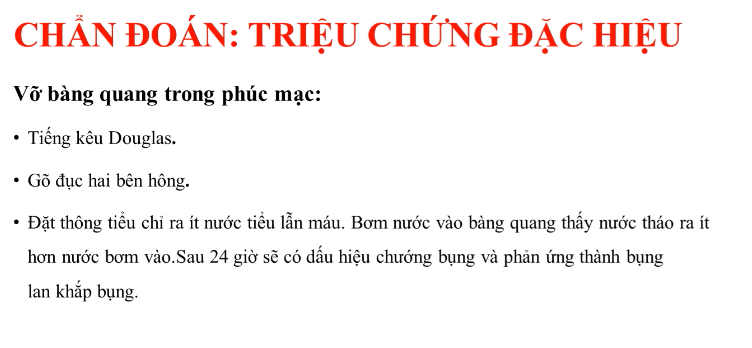 CHẨN ĐOÁN: TRIỆU CHỨNG ĐẶC HIỆU
Vỡ bàng quang trong phúc mạc:
• Tiếng kêu Douglas.
• Gõ đục hai bên hông.
• Đặt thông tiểu chỉ ra ít nước tiểu lẫn máu. Bơm nước vào bàng quang thấy nước tháo ra ít
hơn nước bơm vào.Sau 24 giờ sẽ có dấu hiệu chướng bụng và phản ứng thành bụng
lan khắp bụng.